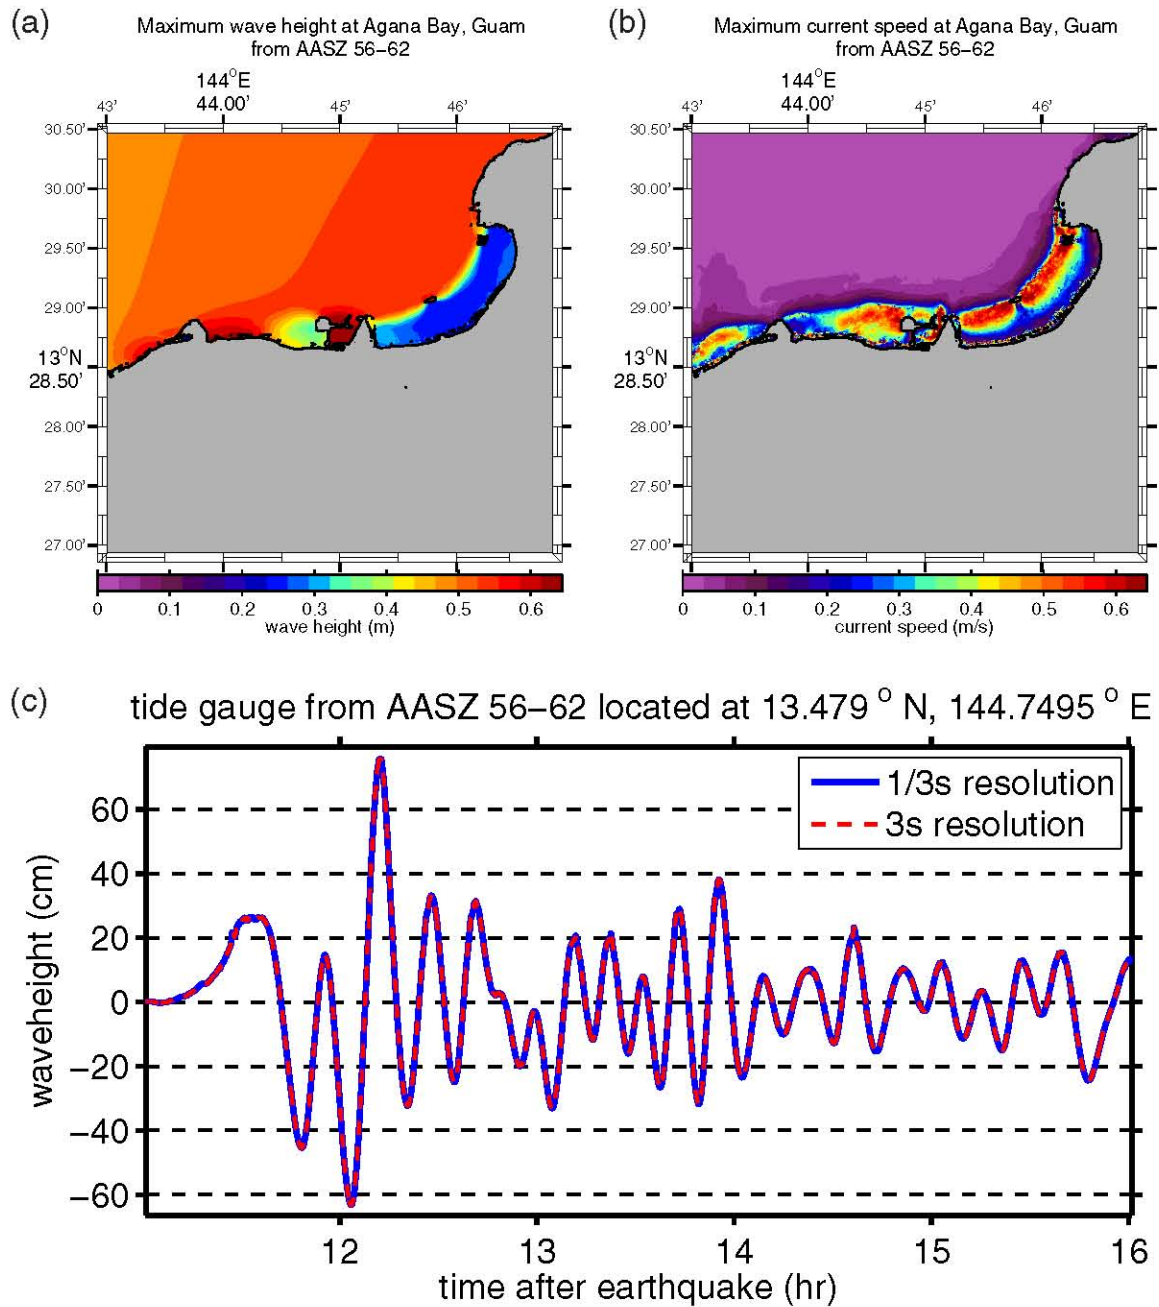 (a)
Maximum wave height at Agana Bay, Guam
from AASZ 56−62
144°E
43' 44.00' 45' 46'
30.50'
30.00'
29.50'
29.00'
13°N
28.50'
28.00'
27.50'
27.00'
0 0.1 0.2 0.3 0.4 0.5 0.6
wave height (m)
(b)
Maximum current speed at Agana Bay, Guam
from AASZ 56−62
144°E
43' 44.00' 45' 46'
30.50'
30.00'
29.50'
29.00'
13°N
28.50'
28.00'
27.50'
27.00'
0 0.1 0.2 0.3 0.4 0.5 0.6
current speed (m/s)
(c)
tide gauge from AASZ 56−62 located at 13.479 ° N, 144.7495 ° E
1/3s resolution
3s resolution
waveheight (cm)
60
40
20
0
−20
−40
−60
12 13 14 15 16
time after earthquake (hr)